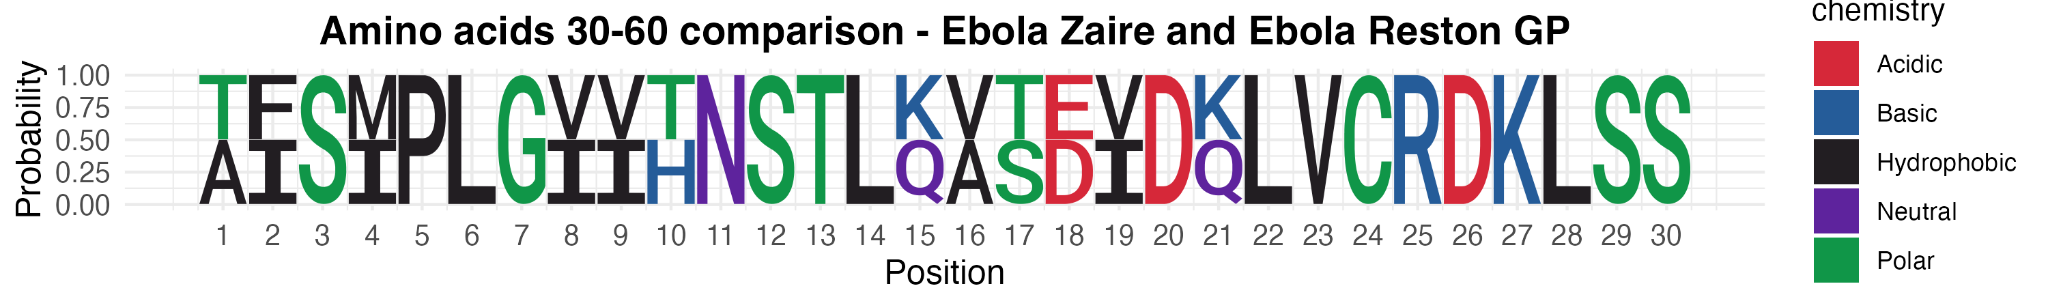 Amino acids 30-60 comparison - Ebola Zaire and Ebola Reston GP
Probability
1.00
0.75
0.50
0.25
0.00
T F S M P L G V V T N S T L K V T E V D K L V C R D K L S S
A I I I I H Q A S D I Q
1 2 3 4 5 6 7 8 9 10 11 12 13 14 15 16 17 18 19 20 21 22 23 24 25 26 27 28 29 30
Position
chemistry
Acidic
Basic
Hydrophobic
Neutral
Polar